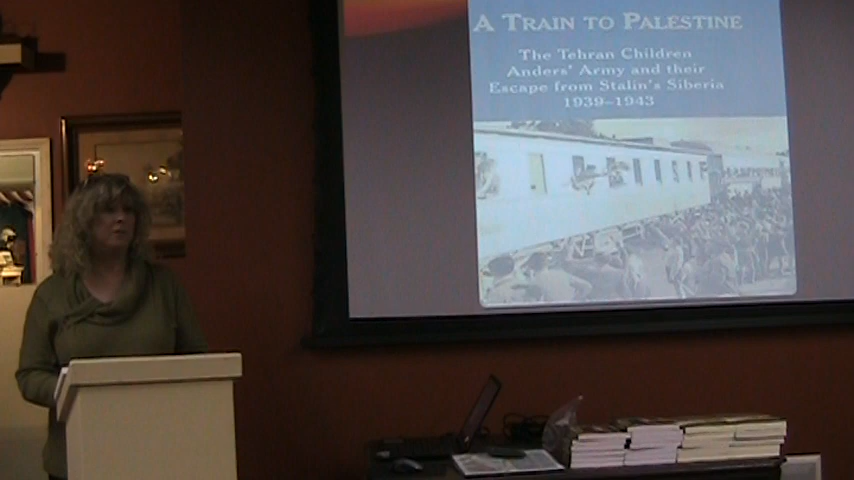 A Train to Palestine
The Tehran Children
Anders' Army and their
Escape from Stalin's Siberia
1939–1943